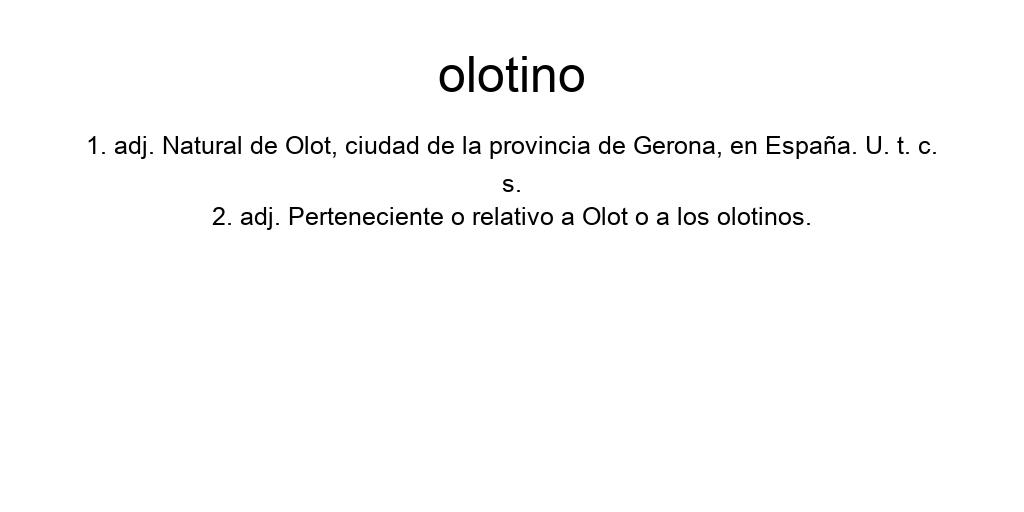 olotino
1. adj. Natural de Olot, ciudad de la provincia de Gerona, en España. U. t. c.
s.
2. adj. Perteneciente o relativo a Olot o a los olotinos.